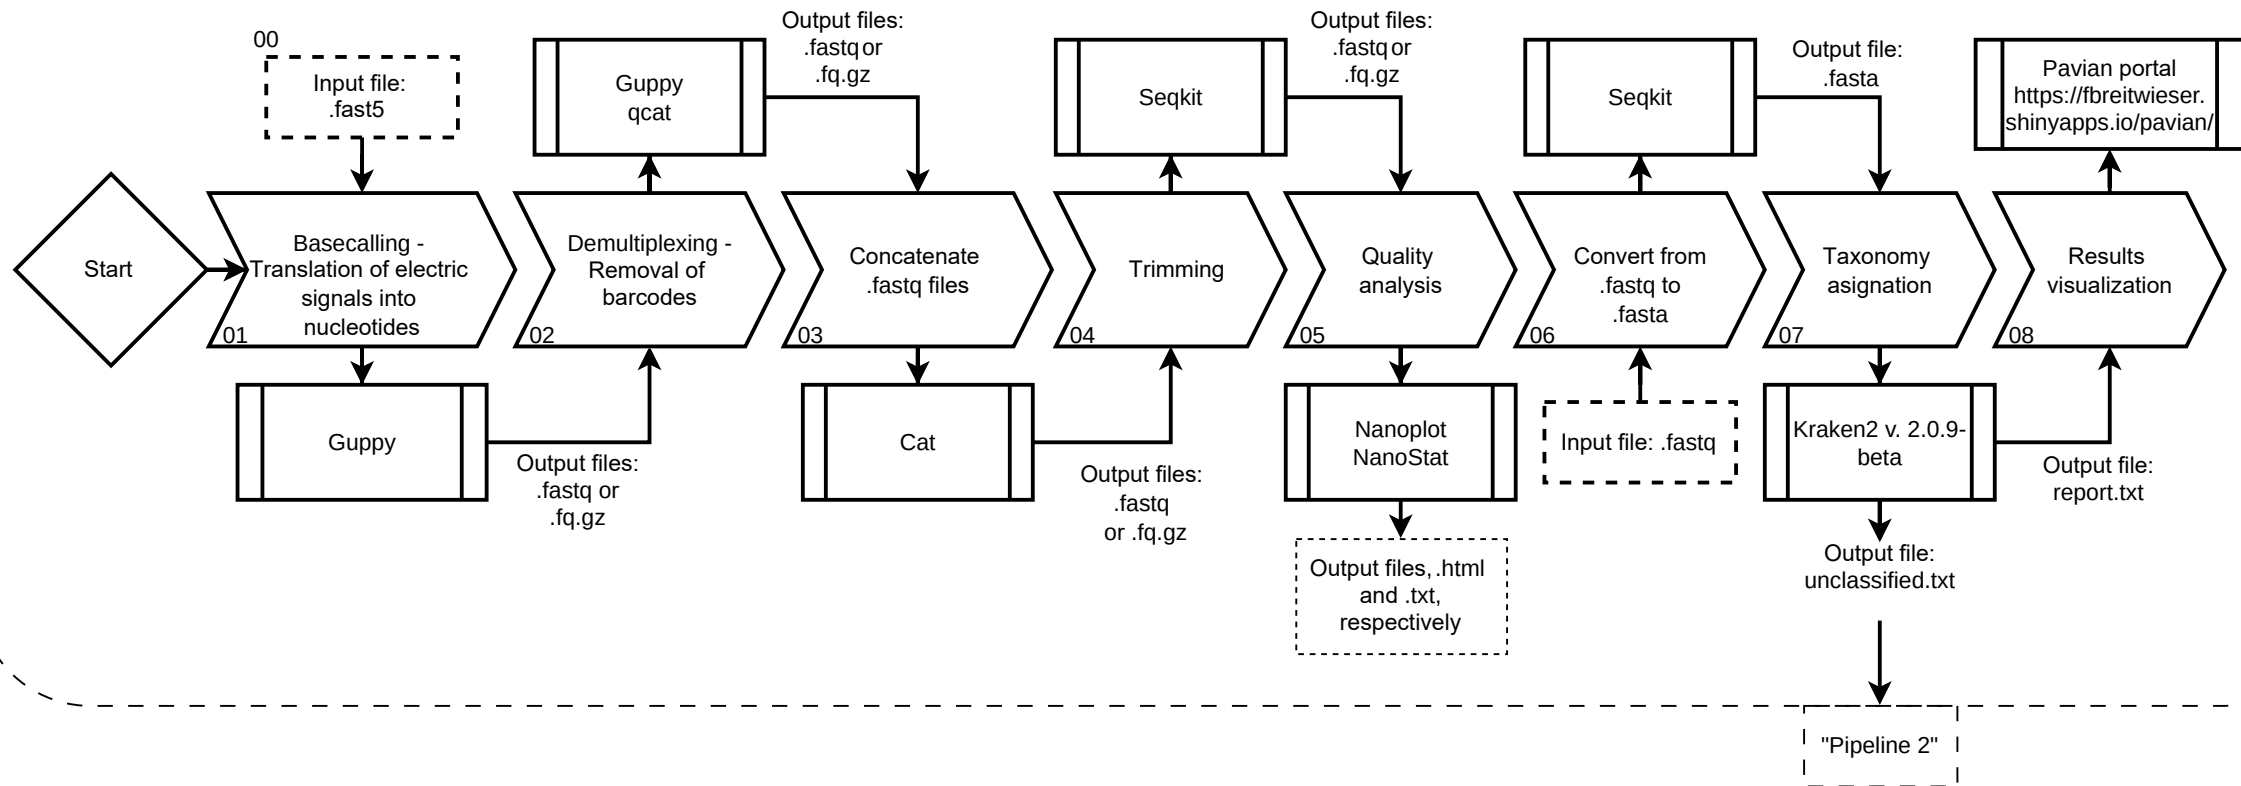 00
Input file:
.fast5
Guppy
qcat
Output files:
.fastq or
.fq.gz
Seqkit
Output files:
.fastq or
.fq.gz
Seqkit
Output file:
.fasta
Pavian portal
https://fbreitwieser.
shinyapps.io/pavian/
Start
Basecalling -
Translation of electric
signals into
nucleotides
01
Demultiplexing -
Removal of
barcodes
02
Concatenate
.fastq files
03
Trimming
04
Quality
analysis
05
Convert from
.fastq to
.fasta
06
Taxonomy
asignation
07
Results
visualization
08
Guppy
Output files:
.fastq or
.fq.gz
Cat
Output files:
.fastq
or .fq.gz
Nanoplot
NanoStat
Input file: .fastq
Kraken2 v. 2.0.9-
beta
Output file:
report.txt
Output files, .html
and .txt,
respectively
Output file:
unclassified.txt
"Pipeline 2"